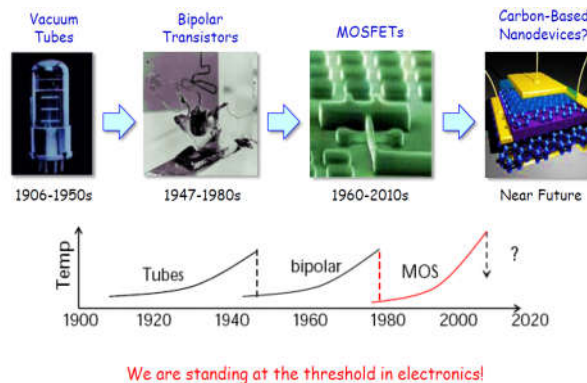 Vacuum
Tubes
Bipolar
Transistors
MOSFETs
Carbon-Based
Nanodevices?
1906-1950s
1947-1980s
1960-2010s
Near Future
Temp
Tubes
bipolar
MOS
?
1900
1920
1940
1960
1980
2000
2020
We are standing at the threshold in electronics!